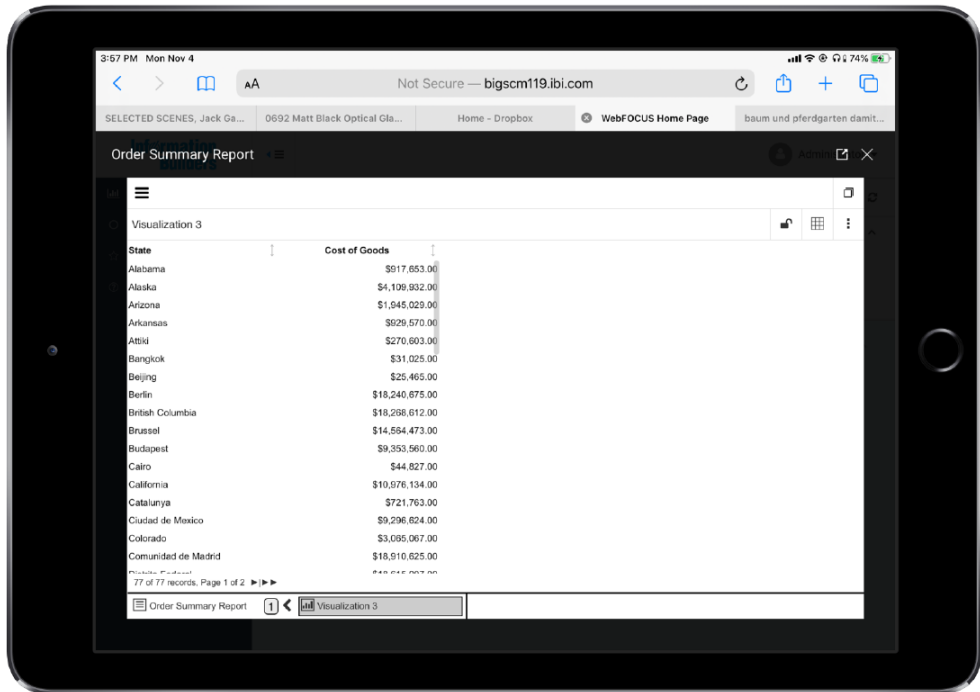 3:57 PM Mon Nov 4 74%
AA Not Secure — bigscm119.ibi.com
SELECTED SCENES, Jack Ga... 0692 Matt Black Optical Gla... Home - Dropbox WebFOCUS Home Page baum und pferdgarten damit...
Order Summary Report
Visualization 3
State Cost of Goods
Alabama $917,653.00
Alaska $4,109,932.00
Arizona $1,945,029.00
Arkansas $929,570.00
Attiki $270,603.00
Bangkok $31,025.00
Beijing $25,465.00
Berlin $18,240,675.00
British Columbia $18,268,612.00
Brussel $14,564,473.00
Budapest $9,353,560.00
Cairo $44,827.00
California $10,976,134.00
Catalunya $721,763.00
Ciudad de Mexico $9,296,624.00
Colorado $3,065,067.00
Comunidad de Madrid $18,910,625.00
77 of 77 records, Page 1 of 2
Order Summary Report 1 Visualization 3